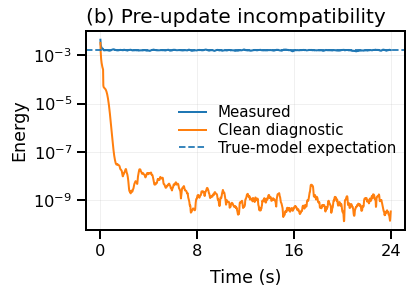 (b) Pre-update incompatibility
Energy
10⁻³
10⁻⁵
10⁻⁷
10⁻⁹
Measured
Clean diagnostic
True-model expectation
0 8 16 24
Time (s)